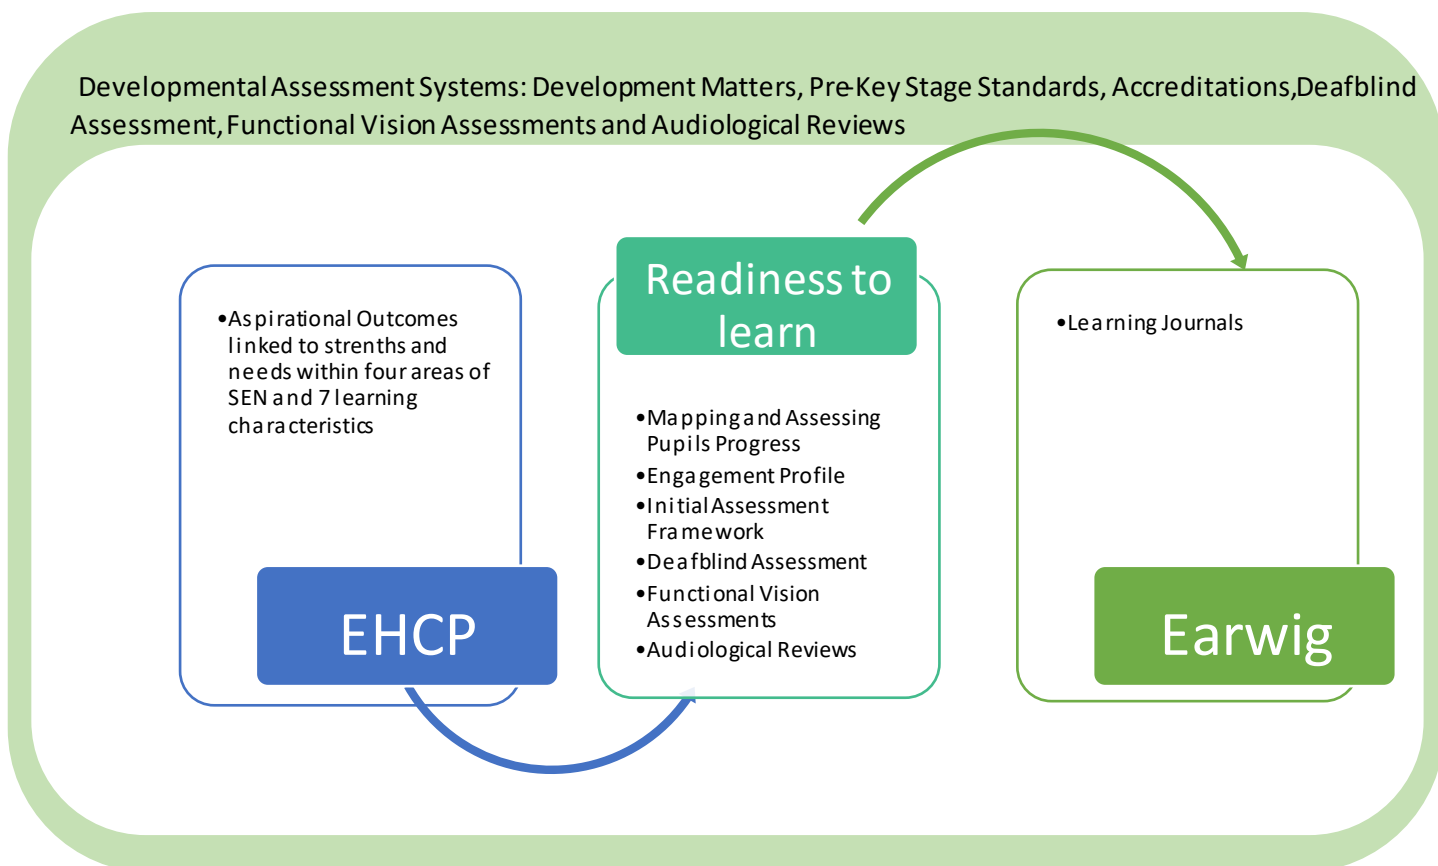 Developmental Assessment Systems: Development Matters, Pre-Key Stage Standards, Accreditations,Deafblind
Assessment, Functional Vision Assessments and Audiological Reviews
•Aspirational Outcomes
linked to strenths and
needs within four areas of
SEN and 7 learning
characteristics
EHCP
Readiness to
learn
•Mapping and Assessing
Pupils Progress
•Engagement Profile
•Initial Assessment
Framework
•Deafblind Assessment
•Functional Vision
Assessments
•Audiological Reviews
•Learning Journals
Earwig